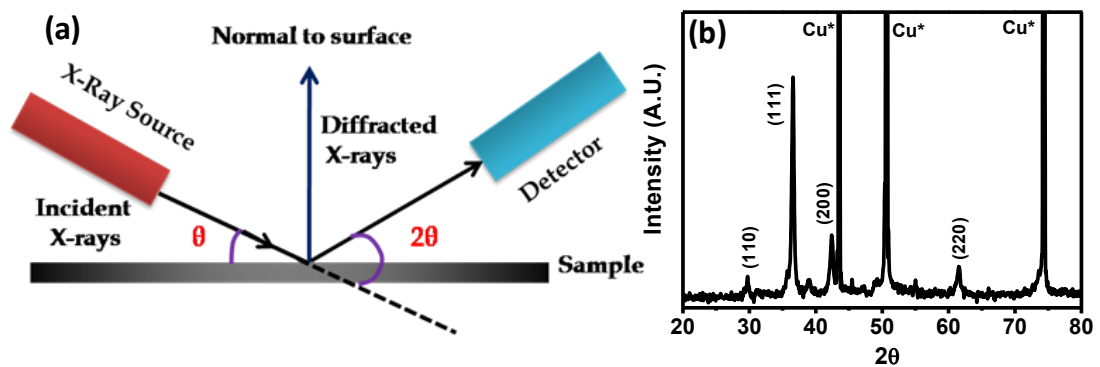 (a)
Normal to surface
X-Ray Source
Diffracted
X-rays
Detector
Incident
X-rays
θ
2θ
Sample
(b)
Cu*
Cu*
Cu*
Intensity (A.U.)
(110)
(111)
(200)
(220)
20 30 40 50 60 70 80
2θ